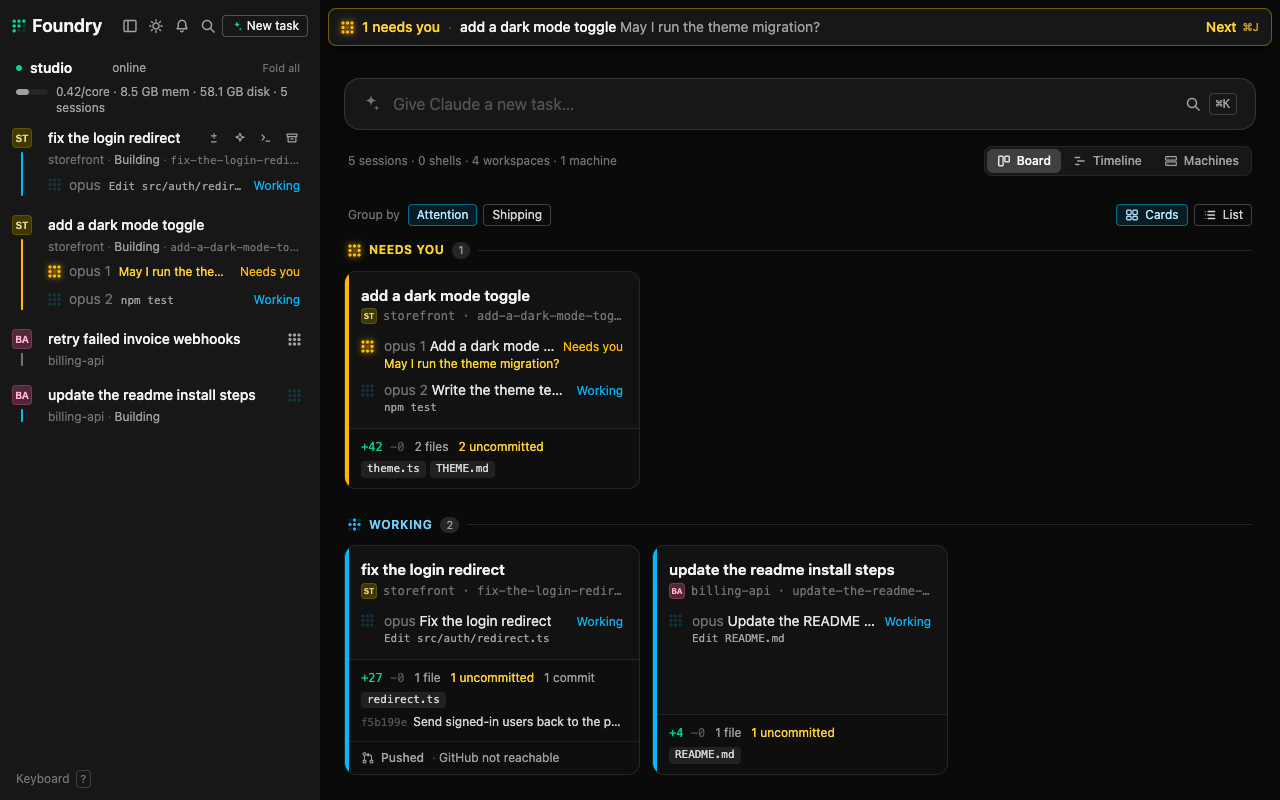 Foundry
New task
studio online Fold all
0.42/core · 8.5 GB mem · 58.1 GB disk · 5
sessions
ST fix the login redirect
storefront · Building · fix-the-login-redi…
opus Edit src/auth/redir… Working
ST add a dark mode toggle
storefront · Building · add-a-dark-mode-to…
opus 1 May I run the the… Needs you
opus 2 npm test Working
BA retry failed invoice webhooks
billing-api
BA update the readme install steps
billing-api · Building
Keyboard ?
1 needs you · add a dark mode toggle May I run the theme migration? Next ⌘J
Give Claude a new task... ⌘K
5 sessions · 0 shells · 4 workspaces · 1 machine
Board Timeline Machines
Group by Attention Shipping
Cards List
NEEDS YOU 1
add a dark mode toggle
ST storefront · add-a-dark-mode-tog…
opus 1 Add a dark mode … Needs you
May I run the theme migration?
opus 2 Write the theme te… Working
npm test
+42 −0 2 files 2 uncommitted
theme.ts THEME.md
WORKING 2
fix the login redirect
ST storefront · fix-the-login-redir…
opus Fix the login redirect Working
Edit src/auth/redirect.ts
+27 −0 1 file 1 uncommitted 1 commit
redirect.ts
f5b199e Send signed-in users back to the p…
Pushed · GitHub not reachable
update the readme install steps
BA billing-api · update-the-readme-…
opus Update the README … Working
Edit README.md
+4 −0 1 file 1 uncommitted
README.md